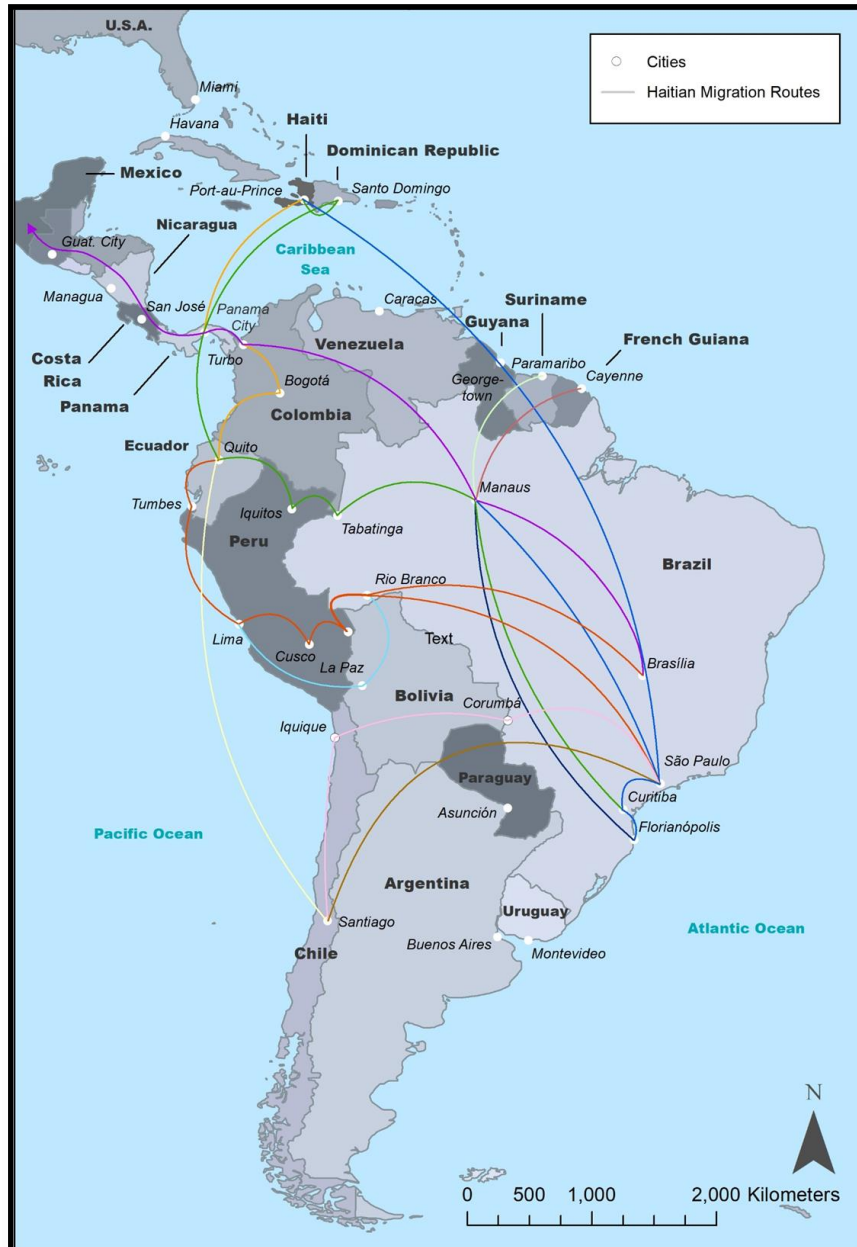 U.S.A.
Cities
Haitian Migration Routes
Miami
Havana
Haiti
Dominican Republic
Mexico
Port-au-Prince
Santo Domingo
Nicaragua
Guat. City
Caribbean
Sea
Managua
San José
Caracas
Suriname
Panama
City
Venezuela
Guyana
French Guiana
Costa
Rica
Turbo
Paramaribo
Cayenne
Panama
Bogotá
George-
town
Colombia
Ecuador
Quito
Manaus
Tumbes
Iquitos
Tabatinga
Peru
Brazil
Rio Branco
Lima
Text
Cusco
La Paz
Brasília
Bolivia
Corumbá
Iquique
São Paulo
Paraguay
Curitiba
Asunción
Florianópolis
Pacific Ocean
Argentina
Uruguay
Santiago
Atlantic Ocean
Buenos Aires
Montevideo
Chile
N
0 500 1,000 2,000 Kilometers